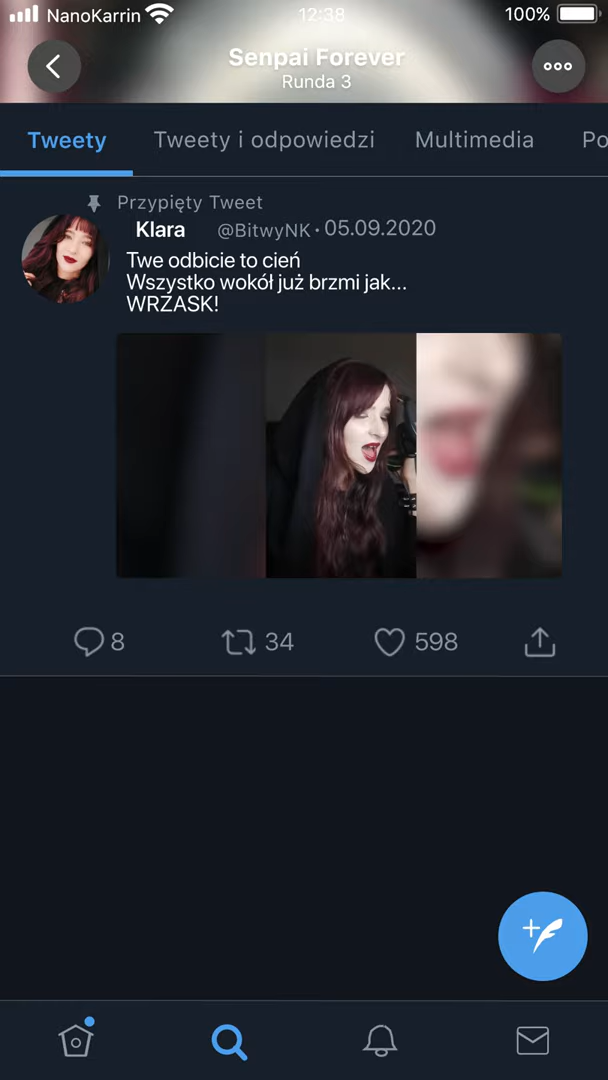 NanoKarrin 12:38 100%
Senpai Forever
Runda 3
Tweety Tweety i odpowiedzi Multimedia Po
Przypięty Tweet
Klara @BitwyNK · 05.09.2020
Twe odbicie to cień
Wszystko wokół już brzmi jak...
WRZASK!
8 34 598